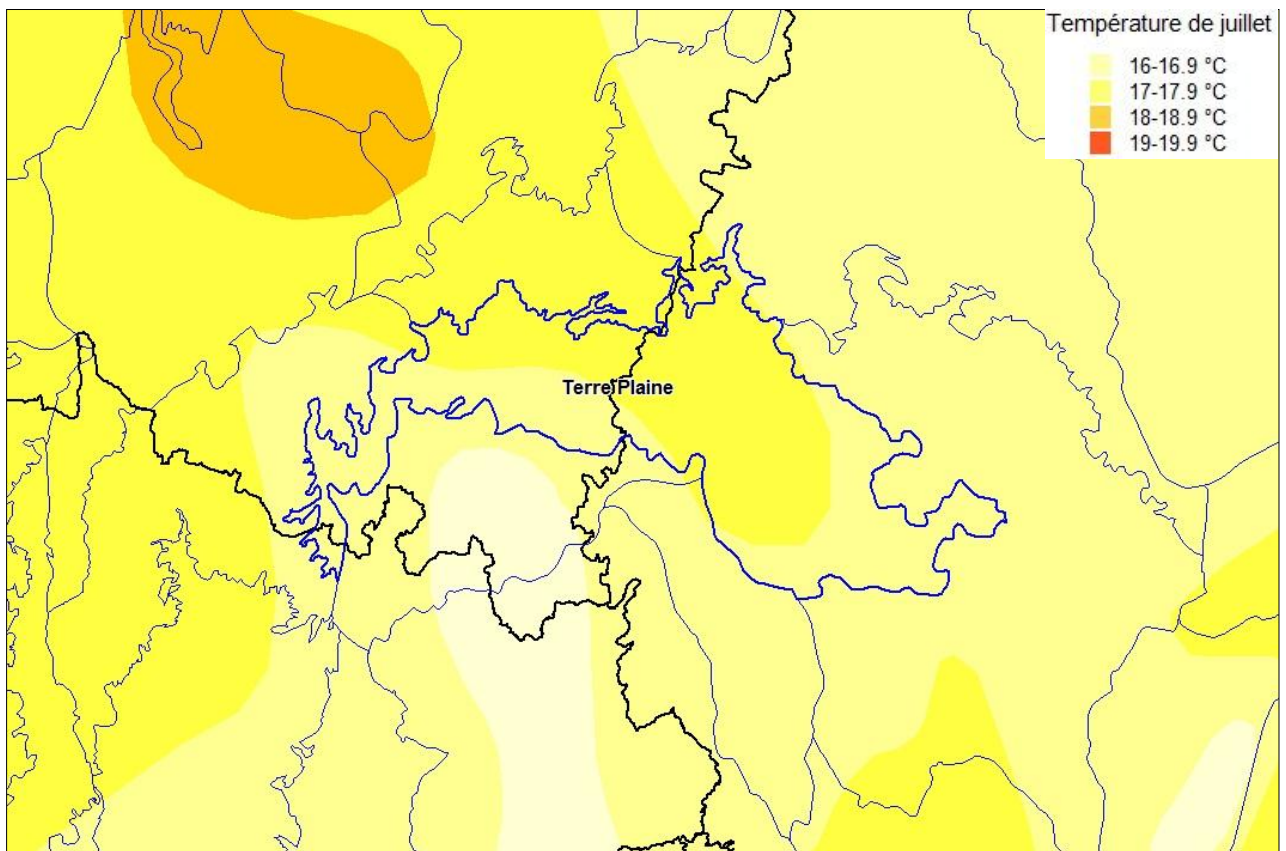 Température de juillet
16-16.9 °C
17-17.9 °C
18-18.9 °C
19-19.9 °C
Terre Plaine